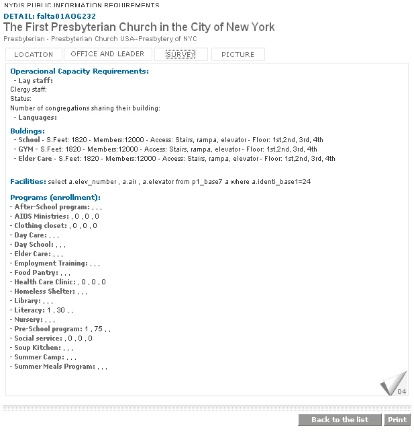 NYDIS PUBLIC INFORMATION REQUIREMENTS
DETAIL: falta01AOG232
The First Presbyterian Church in the City of New York
Presbyterian - Presbyterian Church USA-Presbytery of NYC
LOCATION OFFICE AND LEADER SURVEY PICTURE
Operacional Capacity Requirements:
- Lay staff:
Clergy staff:
Status:
Number of congregations sharing their building:
- Languages:
Buldings:
- School - S.Feet: 1820 - Members:12000 - Access: Stairs, rampa, elevator - Floor: 1st,2nd, 3rd, 4th
- GYM - S.Feet: 1820 - Members:12000 - Access: Stairs, rampa, elevator - Floor: 1st,2nd, 3rd, 4th
- Elder Care - S.Feet: 1820 - Members:12000 - Access: Stairs, rampa, elevator - Floor: 1st,2nd, 3rd, 4th
Facilities: select a.elev_number , a.air , a.elevator from p1_base7 a where a.identi_base1=24
Programs (enrollment):
- After-School program: , , ,
- AIDS Ministries: , 0 , 0 , 0
- Clothing closet: , 0 , 0 , 0
- Day Care: , , ,
- Day School: , , ,
- Elder Care: , , ,
- Employment Training: , , ,
- Food Pantry: , , ,
- Health Care Clinic: , 0 , 0 , 0
- Homeless Shelter: , , ,
- Library: , , ,
- Literacy: 1 , 30 , ,
- Nursery: , , ,
- Pre-School program: 1 , 75 , ,
- Social service: , 0 , 0 , 0
- Soup Kitchen: , , ,
- Summer Camp: , , ,
- Summer Meals Program: , , ,
04
Back to the list Print